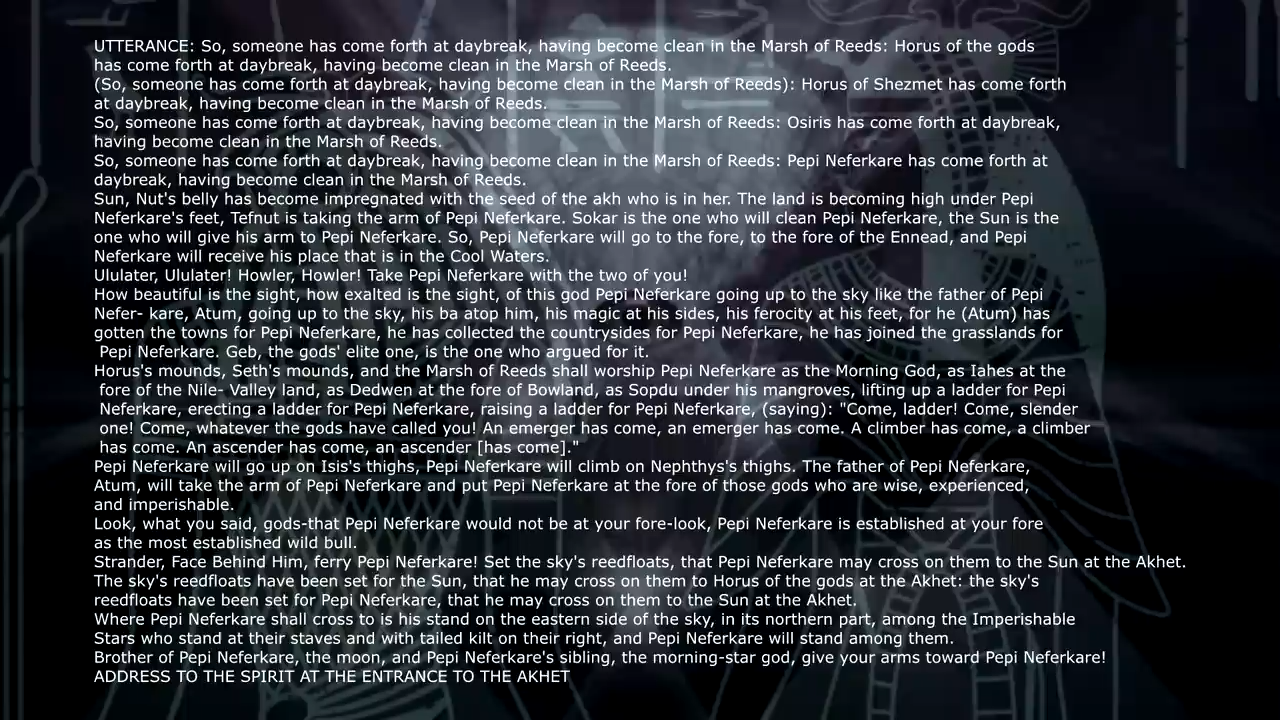 UTTERANCE: So, someone has come forth at daybreak, having become clean in the Marsh of Reeds: Horus of the gods
has come forth at daybreak, having become clean in the Marsh of Reeds.
(So, someone has come forth at daybreak, having become clean in the Marsh of Reeds): Horus of Shezmet has come forth
at daybreak, having become clean in the Marsh of Reeds.
So, someone has come forth at daybreak, having become clean in the Marsh of Reeds: Osiris has come forth at daybreak,
having become clean in the Marsh of Reeds.
So, someone has come forth at daybreak, having become clean in the Marsh of Reeds: Pepi Neferkare has come forth at
daybreak, having become clean in the Marsh of Reeds.
Sun, Nut's belly has become impregnated with the seed of the akh who is in her. The land is becoming high under Pepi
Neferkare's feet, Tefnut is taking the arm of Pepi Neferkare. Sokar is the one who will clean Pepi Neferkare, the Sun is the
one who will give his arm to Pepi Neferkare. So, Pepi Neferkare will go to the fore, to the fore of the Ennead, and Pepi
Neferkare will receive his place that is in the Cool Waters.
Ululater, Ululater! Howler, Howler! Take Pepi Neferkare with the two of you!
How beautiful is the sight, how exalted is the sight, of this god Pepi Neferkare going up to the sky like the father of Pepi
Nefer- kare, Atum, going up to the sky, his ba atop him, his magic at his sides, his ferocity at his feet, for he (Atum) has
gotten the towns for Pepi Neferkare, he has collected the countrysides for Pepi Neferkare, he has joined the grasslands for
Pepi Neferkare. Geb, the gods' elite one, is the one who argued for it.
Horus's mounds, Seth's mounds, and the Marsh of Reeds shall worship Pepi Neferkare as the Morning God, as Iahes at the
fore of the Nile- Valley land, as Dedwen at the fore of Bowland, as Sopdu under his mangroves, lifting up a ladder for Pepi
Neferkare, erecting a ladder for Pepi Neferkare, raising a ladder for Pepi Neferkare, (saying): "Come, ladder! Come, slender
one! Come, whatever the gods have called you! An emerger has come, an emerger has come. A climber has come, a climber
has come. An ascender has come, an ascender [has come]."
Pepi Neferkare will go up on Isis's thighs, Pepi Neferkare will climb on Nephthys's thighs. The father of Pepi Neferkare,
Atum, will take the arm of Pepi Neferkare and put Pepi Neferkare at the fore of those gods who are wise, experienced,
and imperishable.
Look, what you said, gods-that Pepi Neferkare would not be at your fore-look, Pepi Neferkare is established at your fore
as the most established wild bull.
Strander, Face Behind Him, ferry Pepi Neferkare! Set the sky's reedfloats, that Pepi Neferkare may cross on them to the Sun at the Akhet.
The sky's reedfloats have been set for the Sun, that he may cross on them to Horus of the gods at the Akhet: the sky's
reedfloats have been set for Pepi Neferkare, that he may cross on them to the Sun at the Akhet.
Where Pepi Neferkare shall cross to is his stand on the eastern side of the sky, in its northern part, among the Imperishable
Stars who stand at their staves and with tailed kilt on their right, and Pepi Neferkare will stand among them.
Brother of Pepi Neferkare, the moon, and Pepi Neferkare's sibling, the morning-star god, give your arms toward Pepi Neferkare!
ADDRESS TO THE SPIRIT AT THE ENTRANCE TO THE AKHET